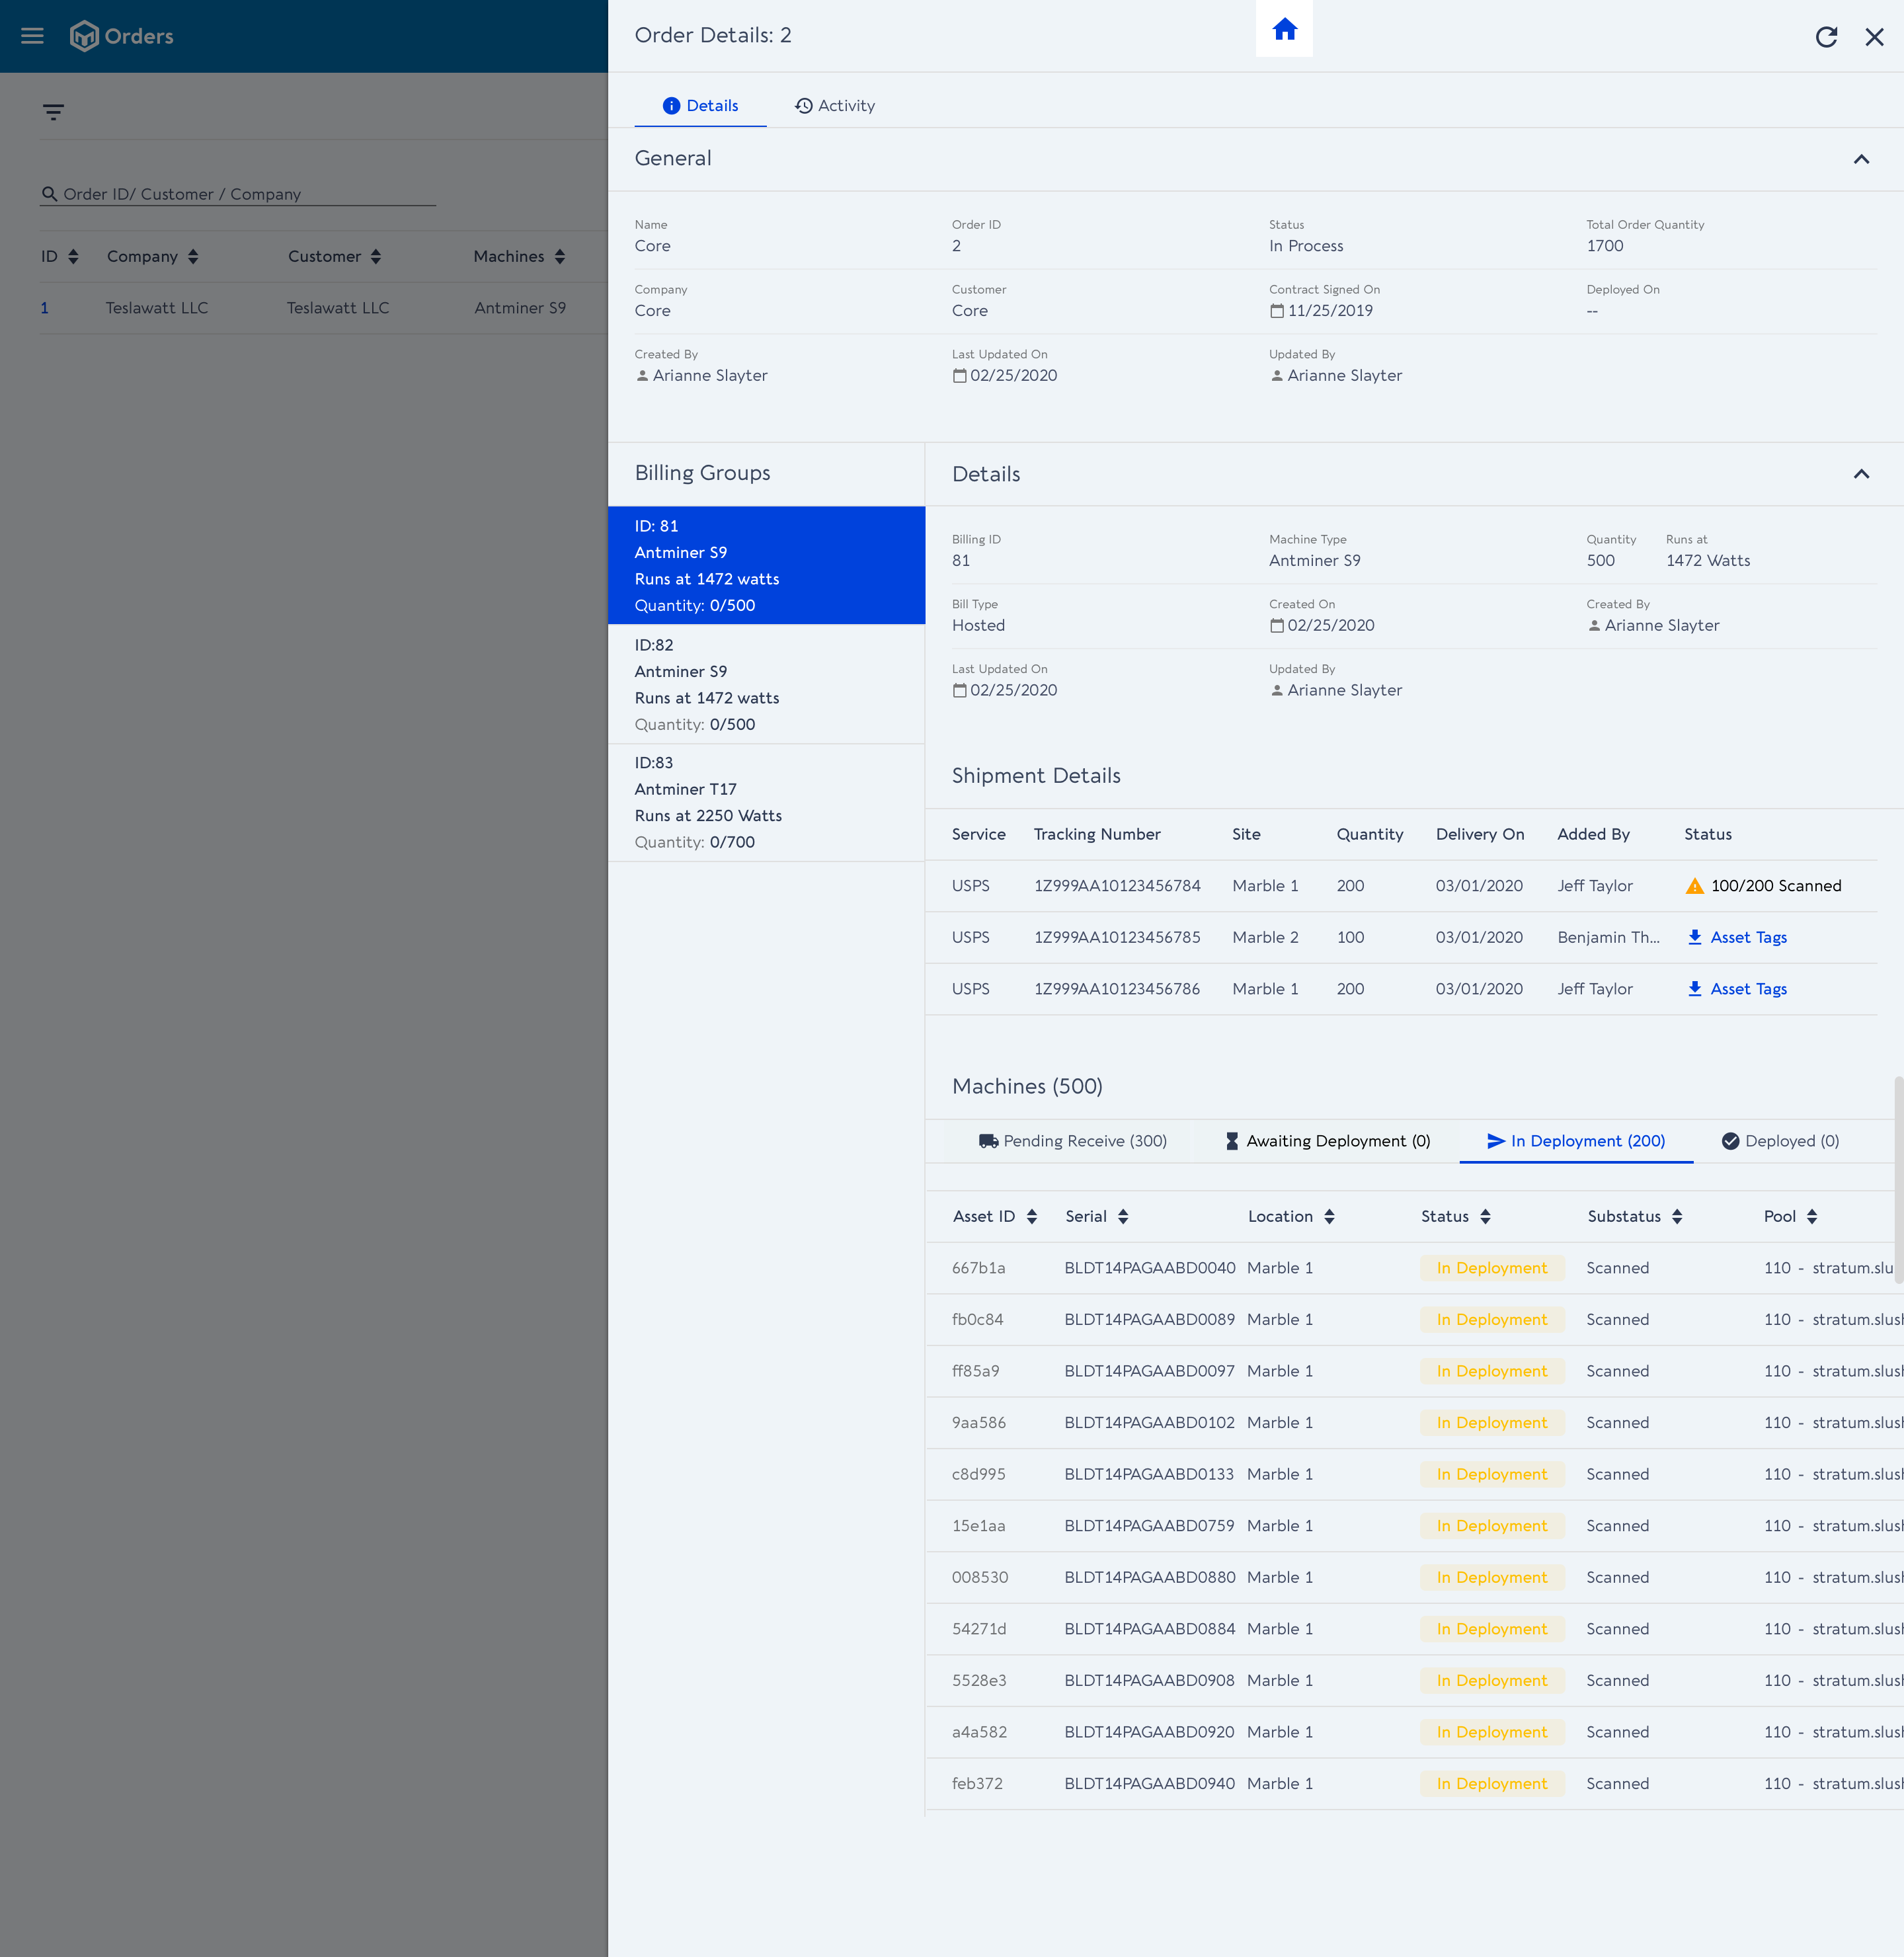 Orders
Order ID/ Customer / Company
ID Company Customer Machines
1 Teslawatt LLC Teslawatt LLC Antminer S9
Order Details: 2
Details Activity
General
Name Order ID Status Total Order Quantity
Core 2 In Process 1700
Company Customer Contract Signed On Deployed On
Core Core 11/25/2019 --
Created By Last Updated On Updated By
Arianne Slayter 02/25/2020 Arianne Slayter
Billing Groups
ID: 81
Antminer S9
Runs at 1472 watts
Quantity: 0/500
ID:82
Antminer S9
Runs at 1472 watts
Quantity: 0/500
ID:83
Antminer T17
Runs at 2250 Watts
Quantity: 0/700
Details
Billing ID Machine Type Quantity Runs at
81 Antminer S9 500 1472 Watts
Bill Type Created On Created By
Hosted 02/25/2020 Arianne Slayter
Last Updated On Updated By
02/25/2020 Arianne Slayter
Shipment Details
Service Tracking Number Site Quantity Delivery On Added By Status
USPS 1Z999AA10123456784 Marble 1 200 03/01/2020 Jeff Taylor 100/200 Scanned
USPS 1Z999AA10123456785 Marble 2 100 03/01/2020 Benjamin Th... Asset Tags
USPS 1Z999AA10123456786 Marble 1 200 03/01/2020 Jeff Taylor Asset Tags
Machines (500)
Pending Receive (300) Awaiting Deployment (0) In Deployment (200) Deployed (0)
Asset ID Serial Location Status Substatus Pool
667b1a BLDT14PAGAABD0040 Marble 1 In Deployment Scanned 110 - stratum.slu
fb0c84 BLDT14PAGAABD0089 Marble 1 In Deployment Scanned 110 - stratum.slush
ff85a9 BLDT14PAGAABD0097 Marble 1 In Deployment Scanned 110 - stratum.slush
9aa586 BLDT14PAGAABD0102 Marble 1 In Deployment Scanned 110 - stratum.slush
c8d995 BLDT14PAGAABD0133 Marble 1 In Deployment Scanned 110 - stratum.slush
15e1aa BLDT14PAGAABD0759 Marble 1 In Deployment Scanned 110 - stratum.slush
008530 BLDT14PAGAABD0880 Marble 1 In Deployment Scanned 110 - stratum.slush
54271d BLDT14PAGAABD0884 Marble 1 In Deployment Scanned 110 - stratum.slush
5528e3 BLDT14PAGAABD0908 Marble 1 In Deployment Scanned 110 - stratum.slush
a4a582 BLDT14PAGAABD0920 Marble 1 In Deployment Scanned 110 - stratum.slush
feb372 BLDT14PAGAABD0940 Marble 1 In Deployment Scanned 110 - stratum.slush